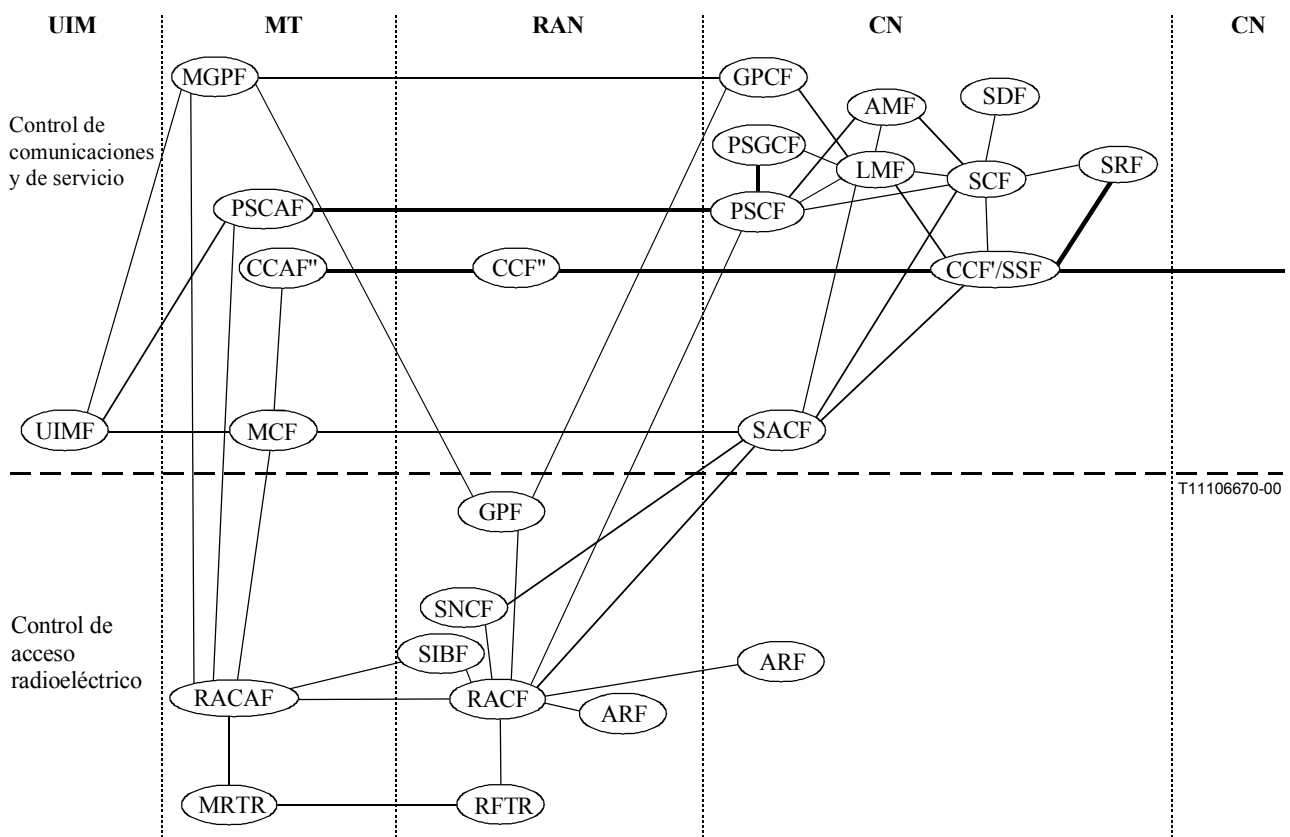 UIM MT RAN CN CN
MGPF GPCF
SDF
AMF
Control de
comunicaciones
y de servicio
PSGCF
SRF
LMF
SCF
PSCAF PSCF
CCAF" CCF" CCF'/SSF
UIMF MCF SACF
T11106670-00
GPF
SNCF
Control de
acceso
radioeléctrico
SIBF
ARF
RACAF RACF
ARF
MRTR RFTR